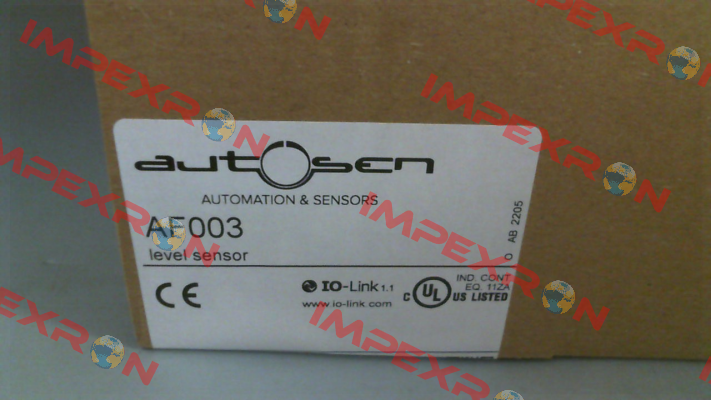 autosen
AUTOMATION & SENSORS
AF003
level sensor
CE
IO-Link 1.1
www.io-link.com
C UL US LISTED
IND. CONT.
EQ. 11ZA
O AB 2205
IMPEXRON
IMPEXRON
IMPEXRON
IMPEXRON
IMPEXRON
IMPEXRON
IMPEXRON
IMPEXRON